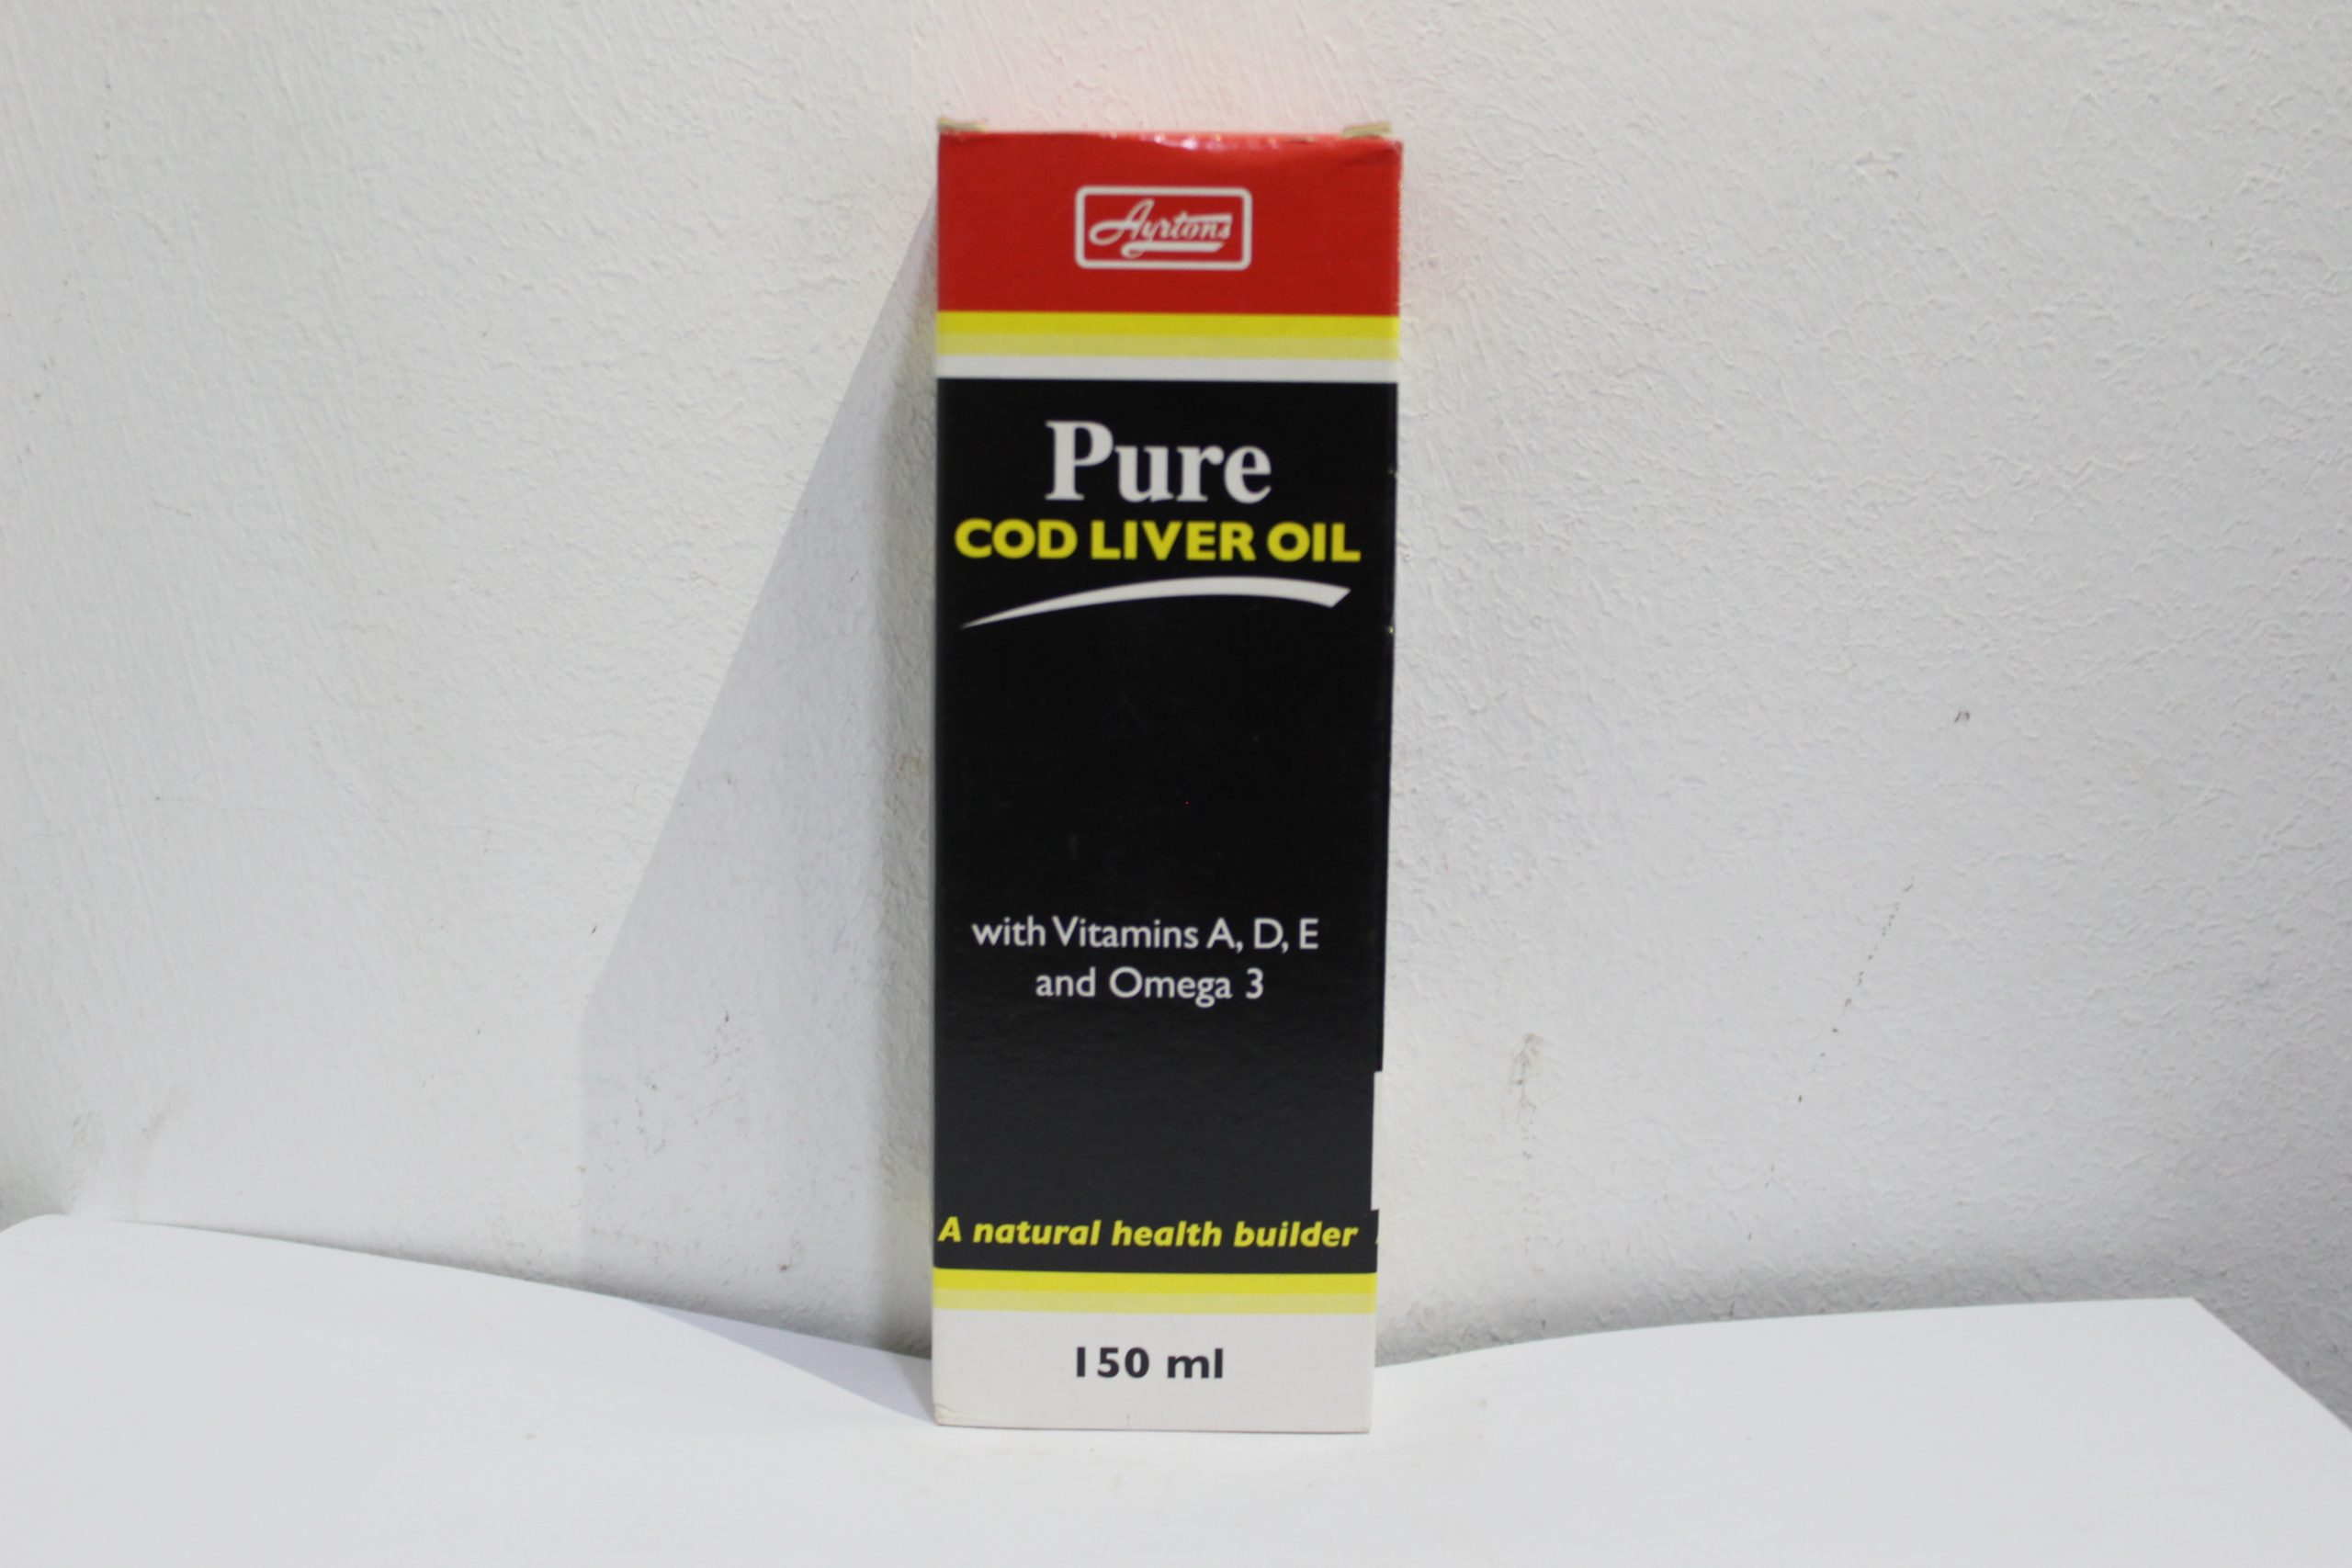 Ayrtons
Pure
COD LIVER OIL
with Vitamins A, D, E
and Omega 3
A natural health builder
150 ml